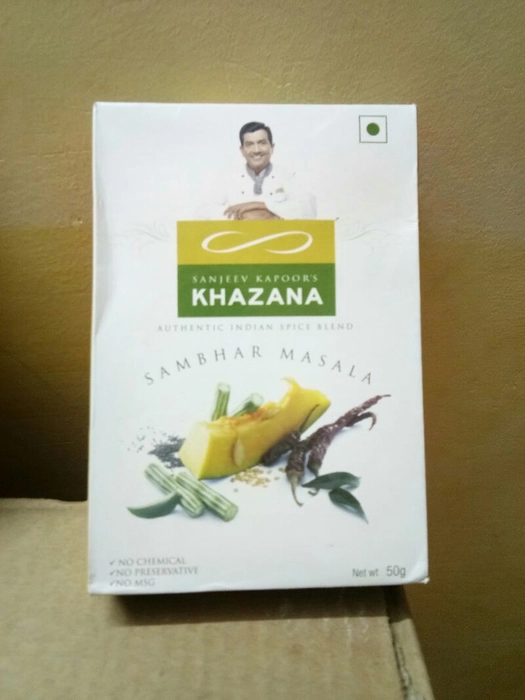 SANJEEV KAPOOR'S
KHAZANA
AUTHENTIC INDIAN SPICE BLEND
SAMBHAR MASALA
✓NO CHEMICAL
✓NO PRESERVATIVE
✓NO MSG
Net wt 50g